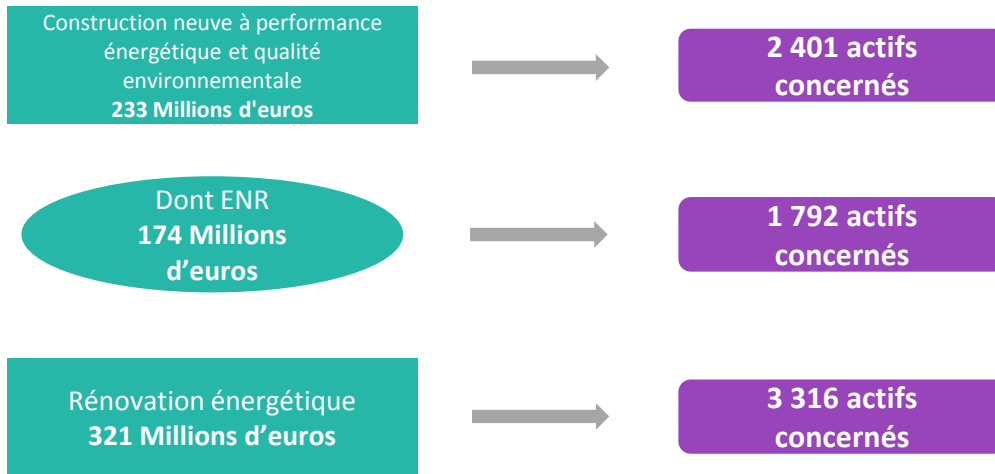 Construction neuve à performance
énergétique et qualité
environnementale
233 Millions d'euros
2 401 actifs
concernés
Dont ENR
174 Millions
d’euros
1 792 actifs
concernés
Rénovation énergétique
321 Millions d’euros
3 316 actifs
concernés